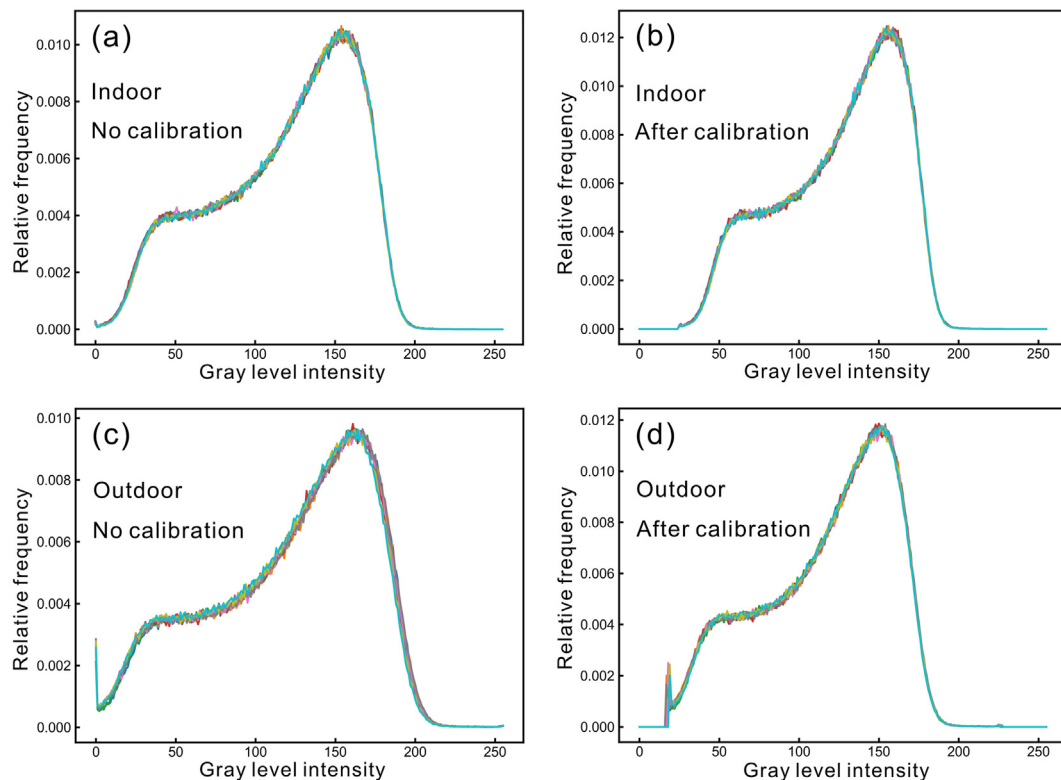 (a)
Indoor
No calibration
Relative frequency
0.010
0.008
0.006
0.004
0.002
0.000
0 50 100 150 200 250
Gray level intensity
(b)
Indoor
After calibration
Relative frequency
0.012
0.010
0.008
0.006
0.004
0.002
0.000
0 50 100 150 200 250
Gray level intensity
(c)
Outdoor
No calibration
Relative frequency
0.010
0.008
0.006
0.004
0.002
0.000
0 50 100 150 200 250
Gray level intensity
(d)
Outdoor
After calibration
Relative frequency
0.012
0.010
0.008
0.006
0.004
0.002
0.000
0 50 100 150 200 250
Gray level intensity